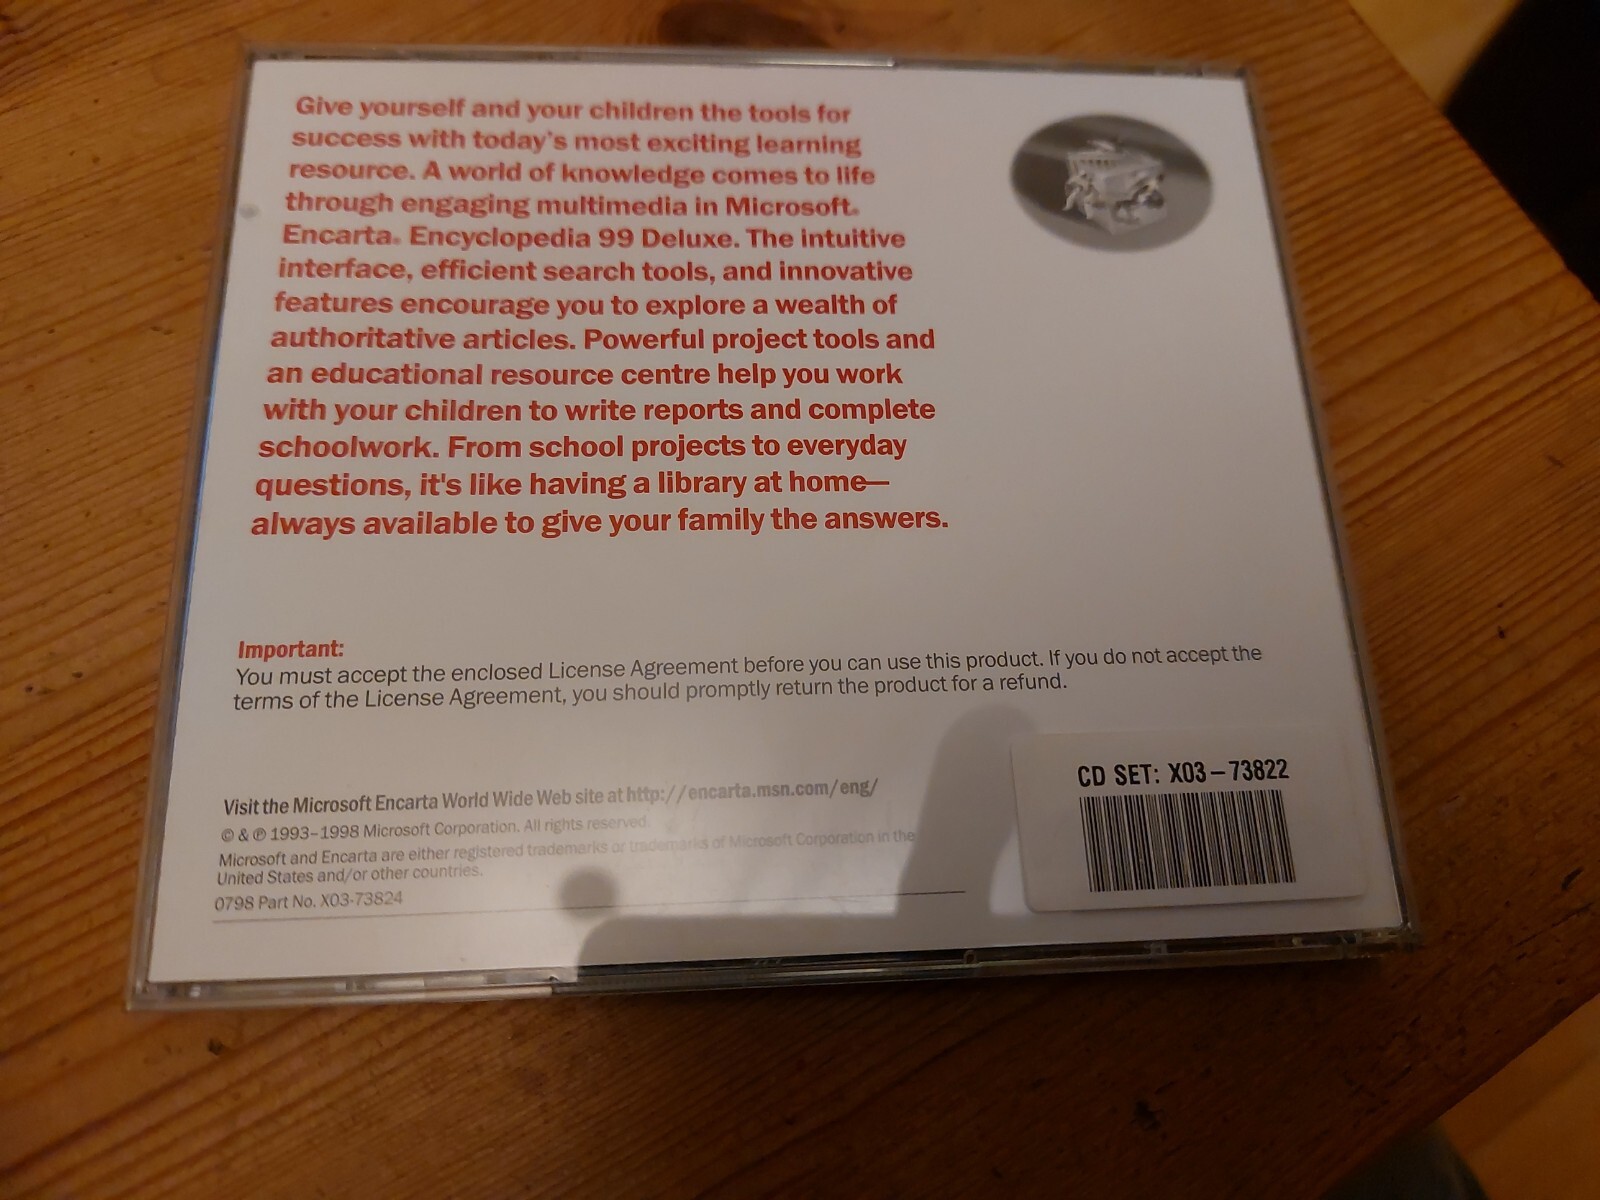 Give yourself and your children the tools for
success with today's most exciting learning
resource. A world of knowledge comes to life
through engaging multimedia in Microsoft®
Encarta® Encyclopedia 99 Deluxe. The intuitive
interface, efficient search tools, and innovative
features encourage you to explore a wealth of
authoritative articles. Powerful project tools and
an educational resource centre help you work
with your children to write reports and complete
schoolwork. From school projects to everyday
questions, it's like having a library at home—
always available to give your family the answers.
Important:
You must accept the enclosed License Agreement before you can use this product. If you do not accept the
terms of the License Agreement, you should promptly return the product for a refund.
Visit the Microsoft Encarta World Wide Web site at http://encarta.msn.com/eng/
© & ℗ 1993–1998 Microsoft Corporation. All rights reserved.
Microsoft and Encarta are either registered trademarks or trademarks of Microsoft Corporation in the
United States and/or other countries.
0798 Part No. X03-73824
CD SET: X03–73822